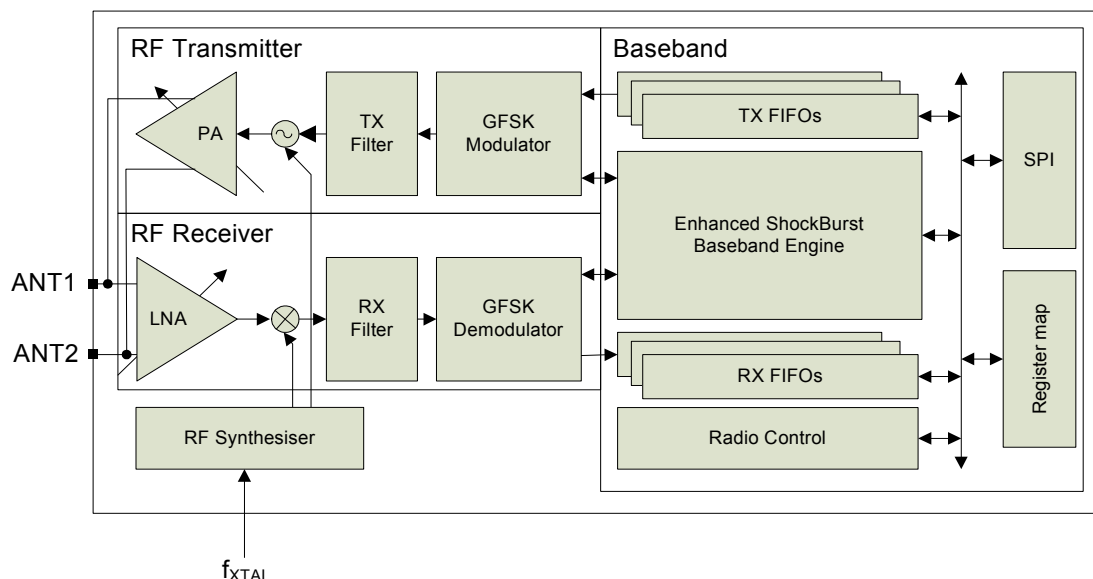 RF Transmitter
Baseband
PA
TX
Filter
GFSK
Modulator
TX FIFOs
SPI
Enhanced ShockBurst
Baseband Engine
RF Receiver
ANT1
LNA
RX
Filter
GFSK
Demodulator
ANT2
RX FIFOs
Register map
RF Synthesiser
Radio Control
fXTAL